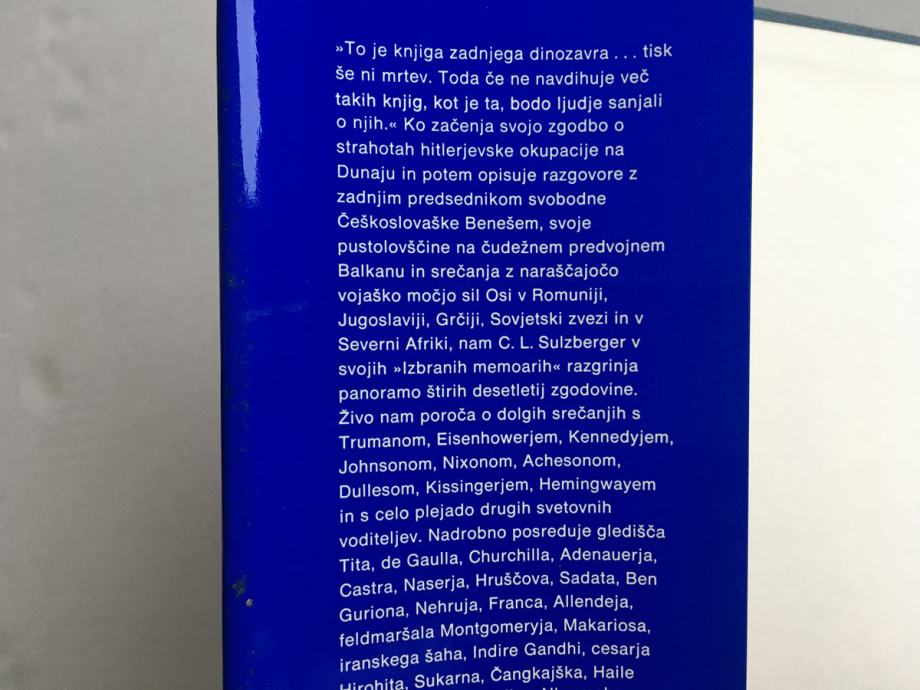 »To je knjiga zadnjega dinozavra . . . tisk
še ni mrtev. Toda če ne navdihuje več
takih knjig, kot je ta, bodo ljudje sanjali
o njih.« Ko začenja svojo zgodbo o
strahotah hitlerjevske okupacije na
Dunaju in potem opisuje razgovore z
zadnjim predsednikom svobodne
Češkoslovaške Benešem, svoje
pustolovščine na čudežnem predvojnem
Balkanu in srečanja z naraščajočo
vojaško močjo sil Osi v Romuniji,
Jugoslaviji, Grčiji, Sovjetski zvezi in v
Severni Afriki, nam C. L. Sulzberger v
svojih »Izbranih memoarih« razgrinja
panoramo štirih desetletij zgodovine.
Živo nam poroča o dolgih srečanjih s
Trumanom, Eisenhowerjem, Kennedyjem,
Johnsonom, Nixonom, Achesonom,
Dullesom, Kissingerjem, Hemingwayem
in s celo plejado drugih svetovnih
voditeljev. Nadrobno posreduje gledišča
Tita, de Gaulla, Churchilla, Adenauerja,
Castra, Naserja, Hruščova, Sadata, Ben
Guriona, Nehruja, Franca, Allendeja,
feldmaršala Montgomeryja, Makariosa,
iranskega šaha, Indire Gandhi, cesarja
Hirohita, Sukarna, Čangkajška, Haile